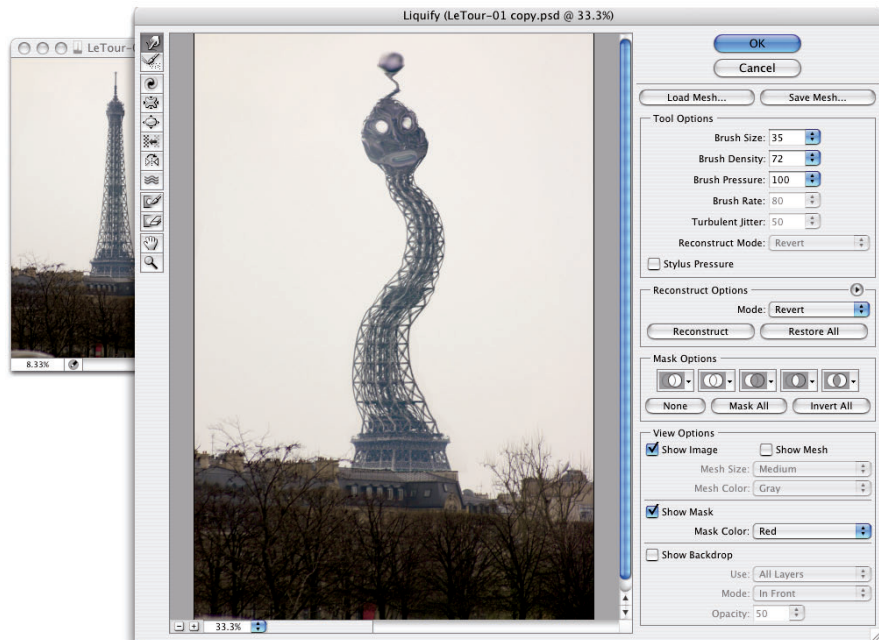 Liquify (LeTour-01 copy.psd @ 33.3%)
LeTour-0
8.33%
33.3%
OK
Cancel
Load Mesh...
Save Mesh...
Tool Options
Brush Size: 35
Brush Density: 72
Brush Pressure: 100
Brush Rate: 80
Turbulent Jitter: 50
Reconstruct Mode: Revert
Stylus Pressure
Reconstruct Options
Mode: Revert
Reconstruct
Restore All
Mask Options
None
Mask All
Invert All
View Options
Show Image
Show Mesh
Mesh Size: Medium
Mesh Color: Gray
Show Mask
Mask Color: Red
Show Backdrop
Use: All Layers
Mode: In Front
Opacity: 50